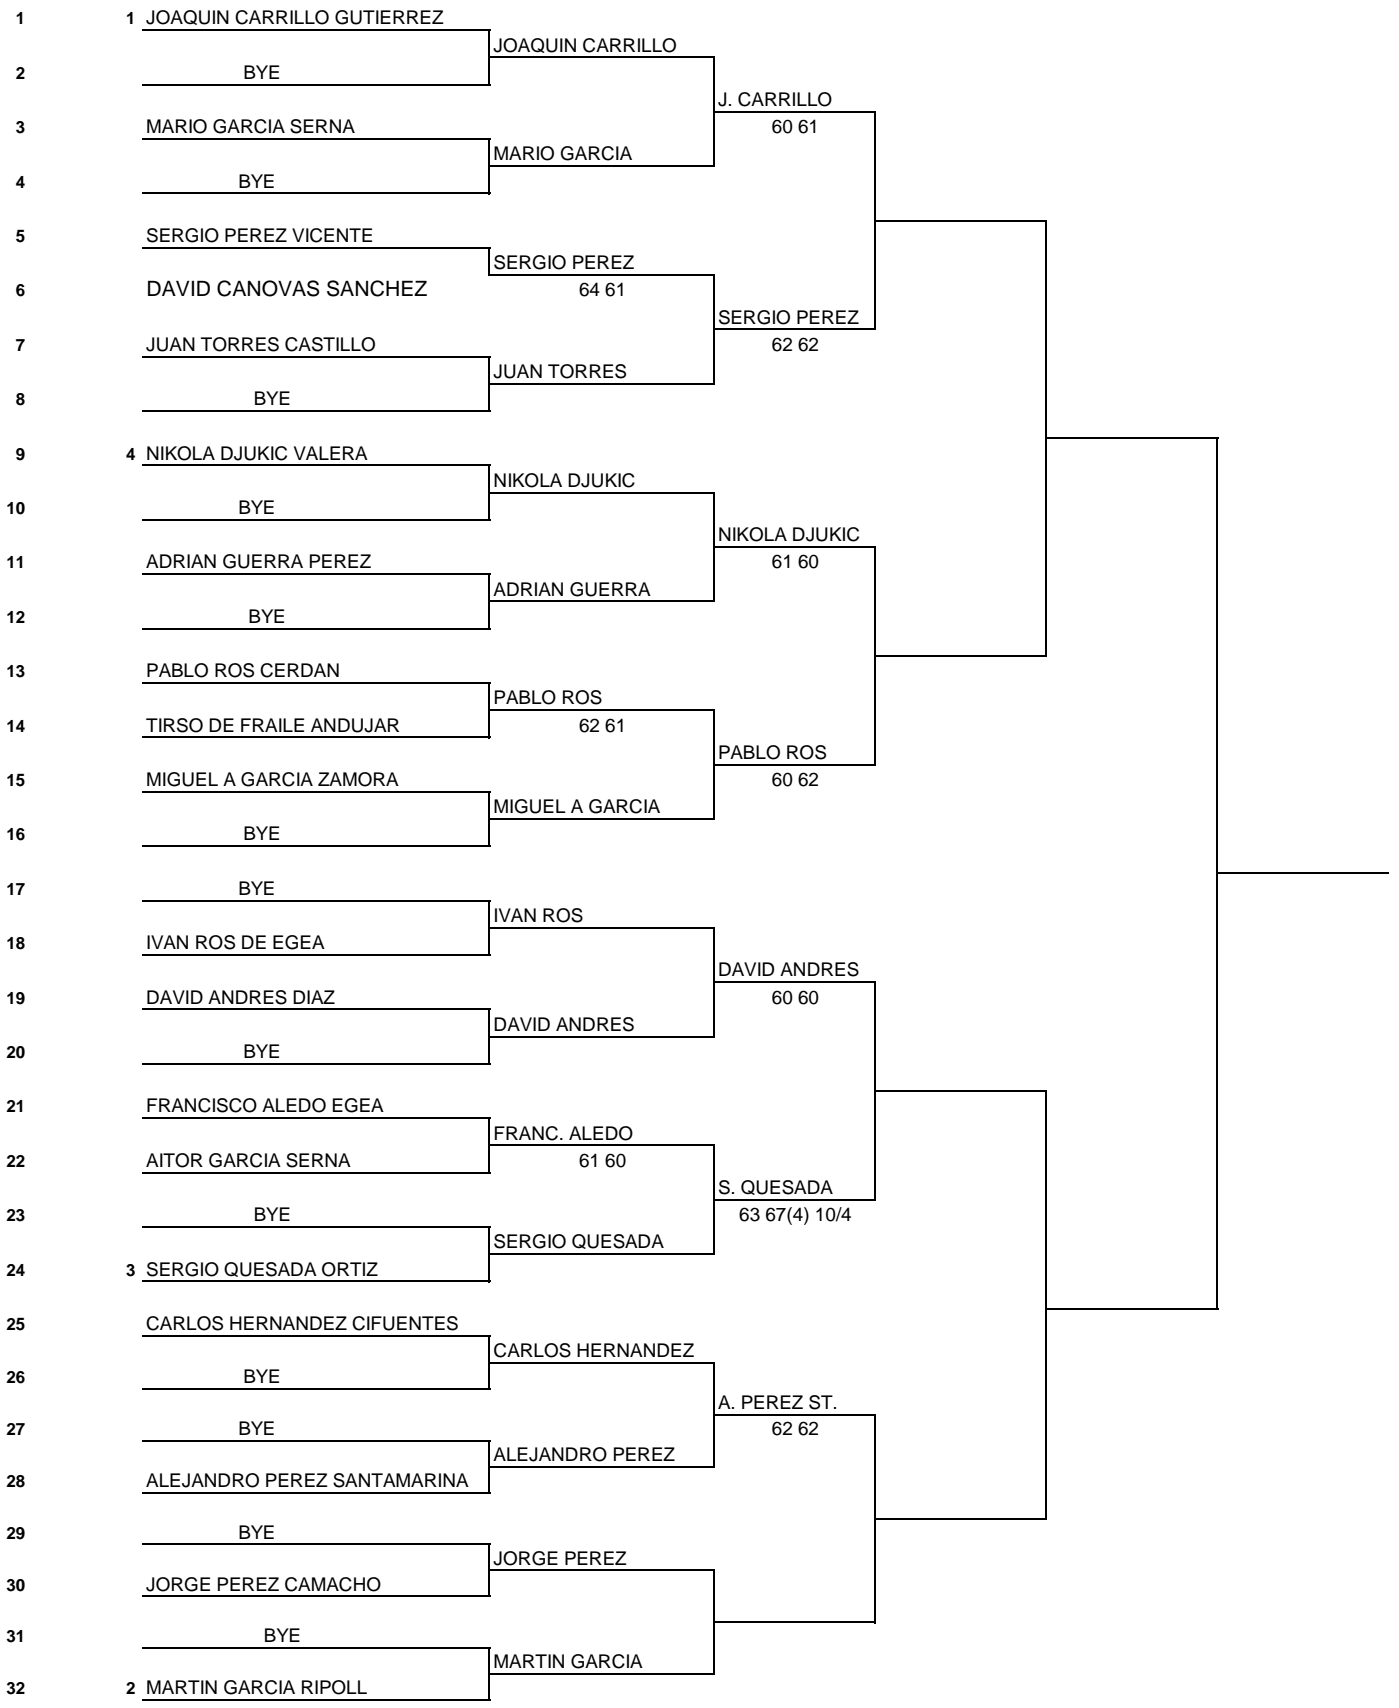 1 1 JOAQUIN CARRILLO GUTIERREZ
JOAQUIN CARRILLO
2 BYE
J. CARRILLO
3 MARIO GARCIA SERNA 60 61
MARIO GARCIA
4 BYE
5 SERGIO PEREZ VICENTE
SERGIO PEREZ
6 DAVID CANOVAS SANCHEZ 64 61
SERGIO PEREZ
7 JUAN TORRES CASTILLO 62 62
JUAN TORRES
8 BYE
9 4 NIKOLA DJUKIC VALERA
NIKOLA DJUKIC
10 BYE
NIKOLA DJUKIC
11 ADRIAN GUERRA PEREZ 61 60
ADRIAN GUERRA
12 BYE
13 PABLO ROS CERDAN
PABLO ROS
14 TIRSO DE FRAILE ANDUJAR 62 61
PABLO ROS
15 MIGUEL A GARCIA ZAMORA 60 62
MIGUEL A GARCIA
16 BYE
17 BYE
IVAN ROS
18 IVAN ROS DE EGEA
DAVID ANDRES
19 DAVID ANDRES DIAZ 60 60
DAVID ANDRES
20 BYE
21 FRANCISCO ALEDO EGEA
FRANC. ALEDO
22 AITOR GARCIA SERNA 61 60
S. QUESADA
23 BYE 63 67(4) 10/4
SERGIO QUESADA
24 3 SERGIO QUESADA ORTIZ
25 CARLOS HERNANDEZ CIFUENTES
CARLOS HERNANDEZ
26 BYE
A. PEREZ ST.
27 BYE 62 62
ALEJANDRO PEREZ
28 ALEJANDRO PEREZ SANTAMARINA
29 BYE
JORGE PEREZ
30 JORGE PEREZ CAMACHO
31 BYE
MARTIN GARCIA
32 2 MARTIN GARCIA RIPOLL